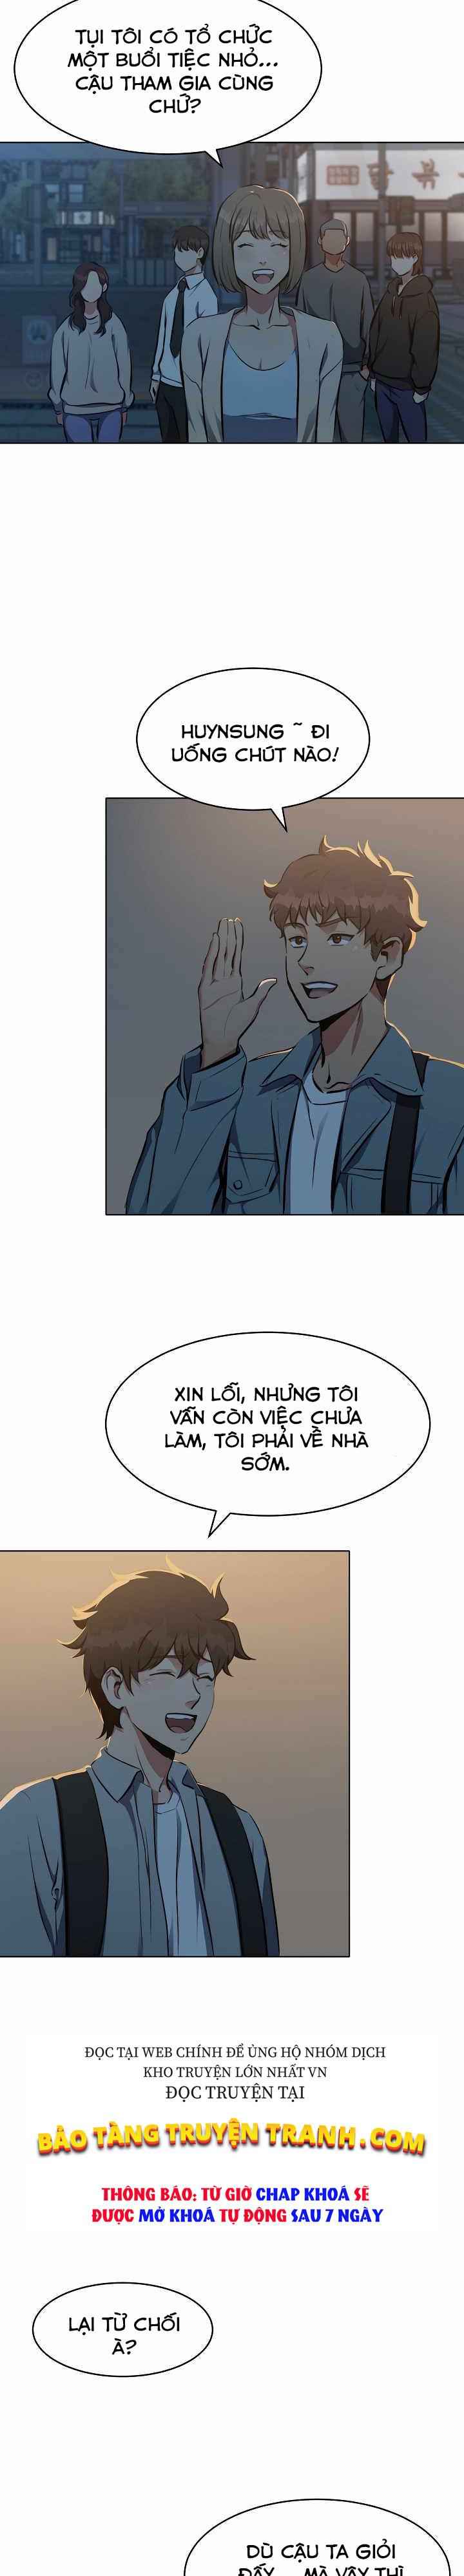 TỤI TÔI CÓ TỔ CHỨC
MỘT BUỔI TIỆC NHỎ...
CẬU THAM GIA CÙNG
CHỨ?
HUYNSUNG ~ ĐI
UỐNG CHÚT NÀO!
XIN LỖI, NHƯNG TÔI
VẪN CÒN VIỆC CHƯA
LÀM, TÔI PHẢI VỀ NHÀ
SỚM.
ĐỌC TẠI WEB CHÍNH ĐỂ ỦNG HỘ NHÓM DỊCH
KHO TRUYỆN LỚN NHẤT VN
ĐỌC TRUYỆN TẠI
BẢO TÀNG TRUYỆN TRANH.COM
THÔNG BÁO: TỪ GIỜ CHAP KHOÁ SẼ
ĐƯỢC MỞ KHOÁ TỰ ĐỘNG SAU 7 NGÀY
LẠI TỪ CHỐI
À?
DÙ CẬU TA GIỎI
ĐẤY... MÀ VẬY THÌ